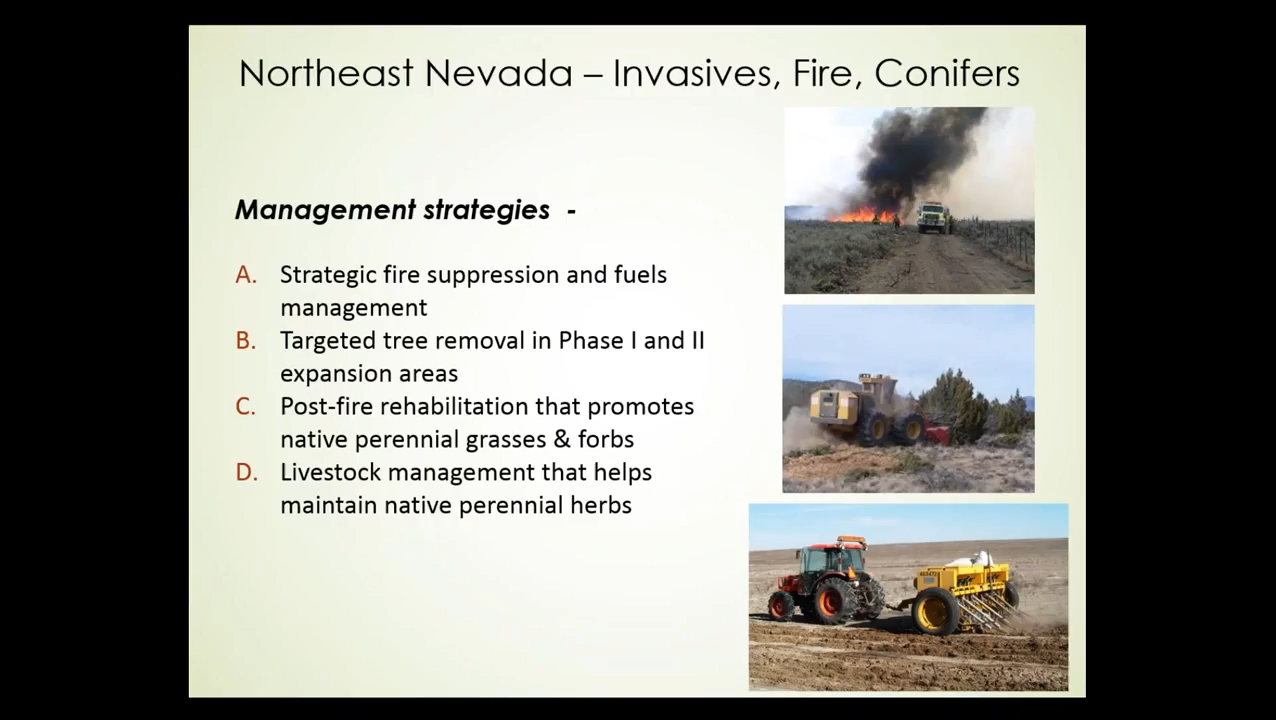 Northeast Nevada – Invasives, Fire, Conifers
Management strategies -
A. Strategic fire suppression and fuels
management
B. Targeted tree removal in Phase I and II
expansion areas
C. Post-fire rehabilitation that promotes
native perennial grasses & forbs
D. Livestock management that helps
maintain native perennial herbs